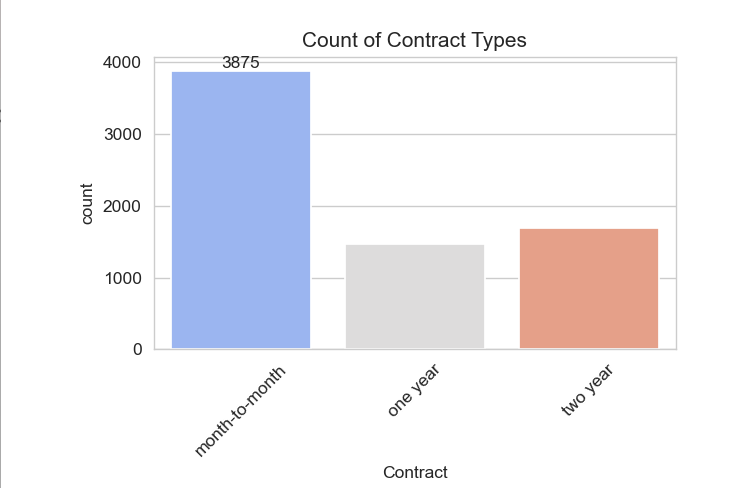 Count of Contract Types
4000
3875
3000
2000
1000
0
count
month-to-month
one year
two year
Contract